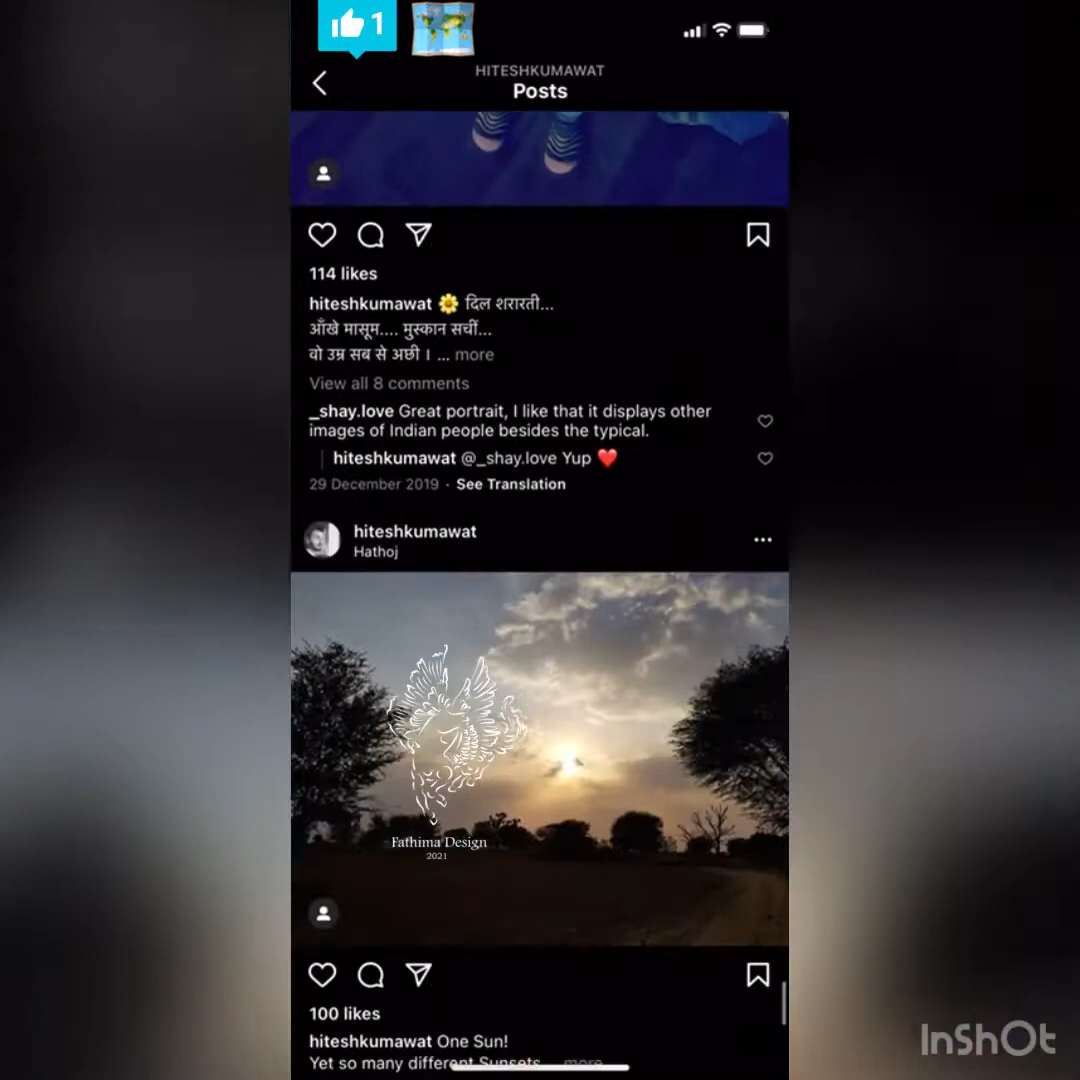 1
HITESHKUMAWAT
Posts
114 likes
hiteshkumawat 🌼 दिल शरारती...
आँखे मासूम.... मुस्कान सचीं...
वो उम्र सब से अछी । ... more
View all 8 comments
_shay.love Great portrait, I like that it displays other
images of Indian people besides the typical.
hiteshkumawat @_shay.love Yup ❤️
29 December 2019 · See Translation
hiteshkumawat
Hathoj
Fathima Design
2021
100 likes
hiteshkumawat One Sun!
Yet so many different Sunsets... more
InShOt